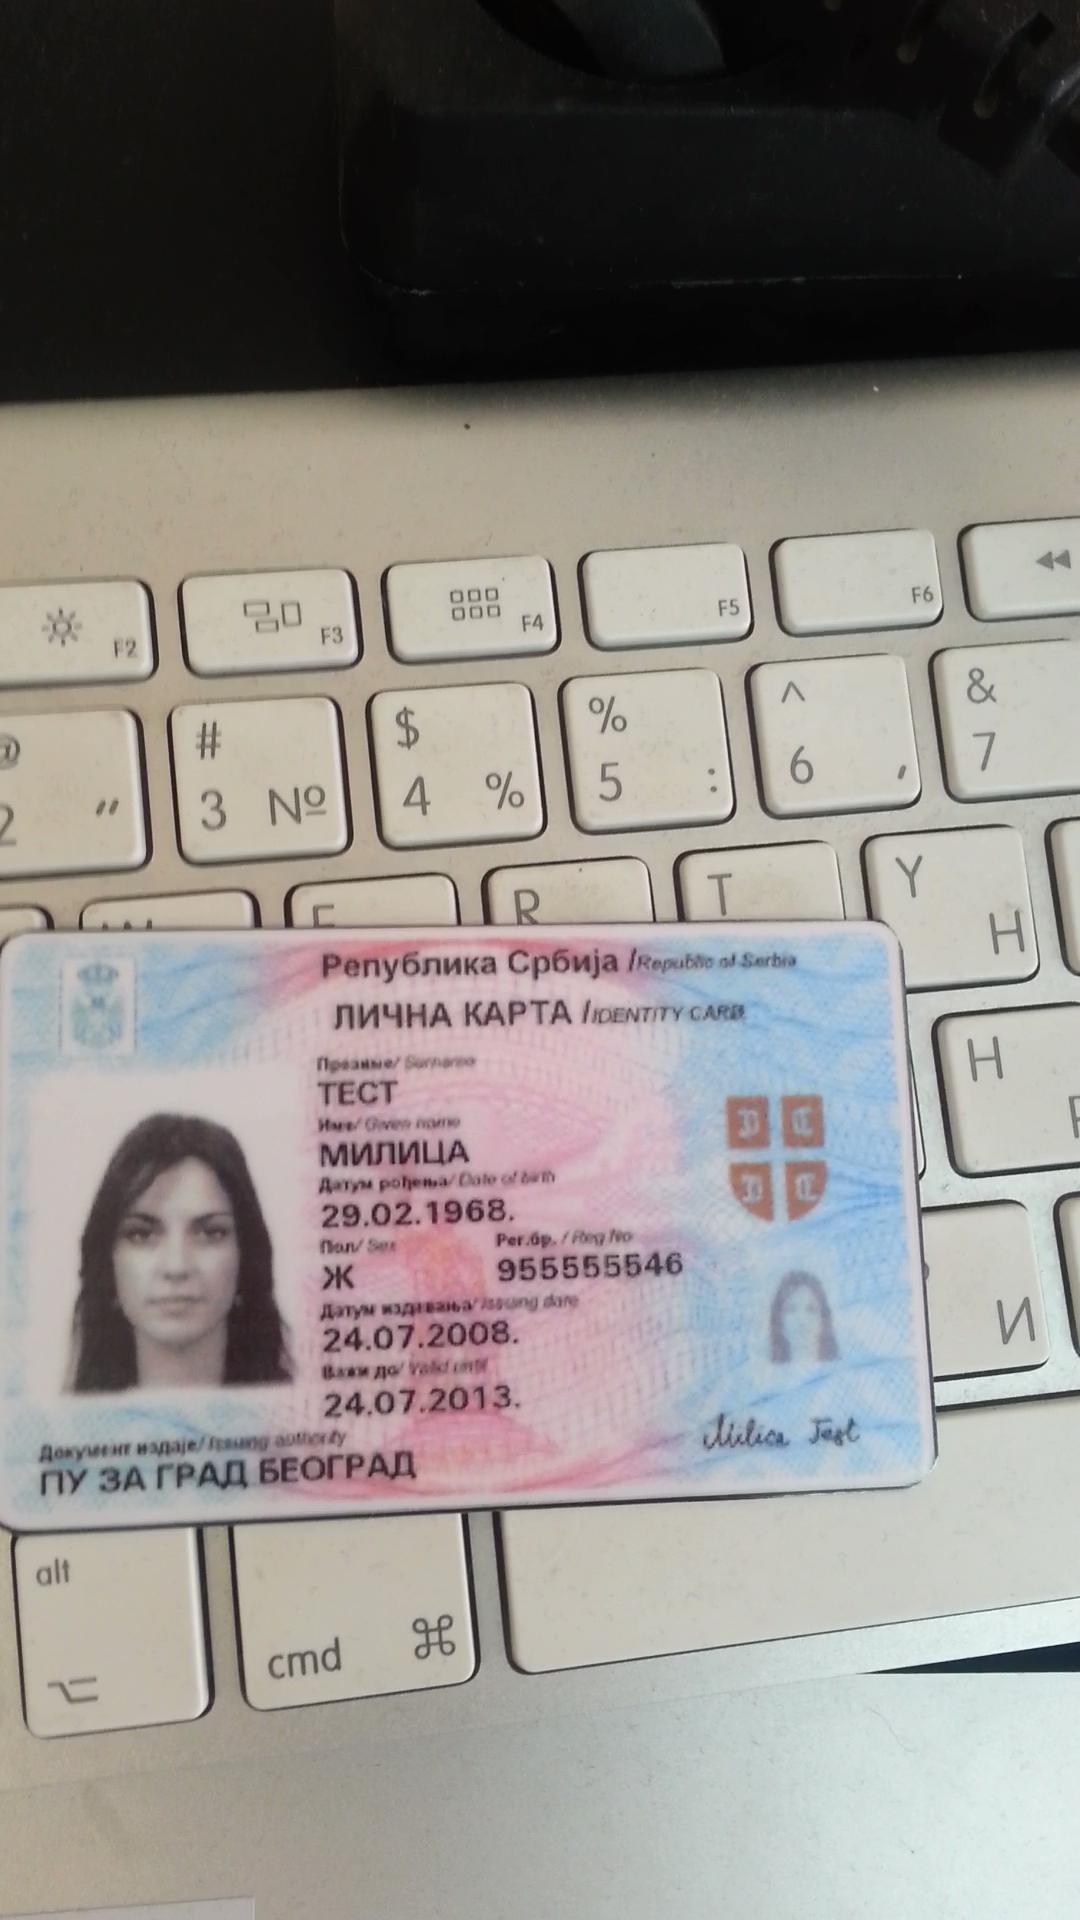 F2
F3
F4
F5
F6
@
2 "
#
3 №
$
4 %
%
5 :
^
6 ,
&
7
R
T
Y
Н
H
Република Србија / Republic of Serbia
ЛИЧНА КАРТА / IDENTITY CARD
Презиме/ Surname
ТЕСТ
Име/ Given name
МИЛИЦА
Датум рођења/ Date of birth
29.02.1968.
Пол/ Sex
Ж
Рег.бр. / Reg No
955555546
Датум издавања/ Issuing date
24.07.2008.
Важи до/ Valid until
24.07.2013.
Milica Test
Документ издаје/ Issuing authority
ПУ ЗА ГРАД БЕОГРАД
И
alt
cmd ⌘